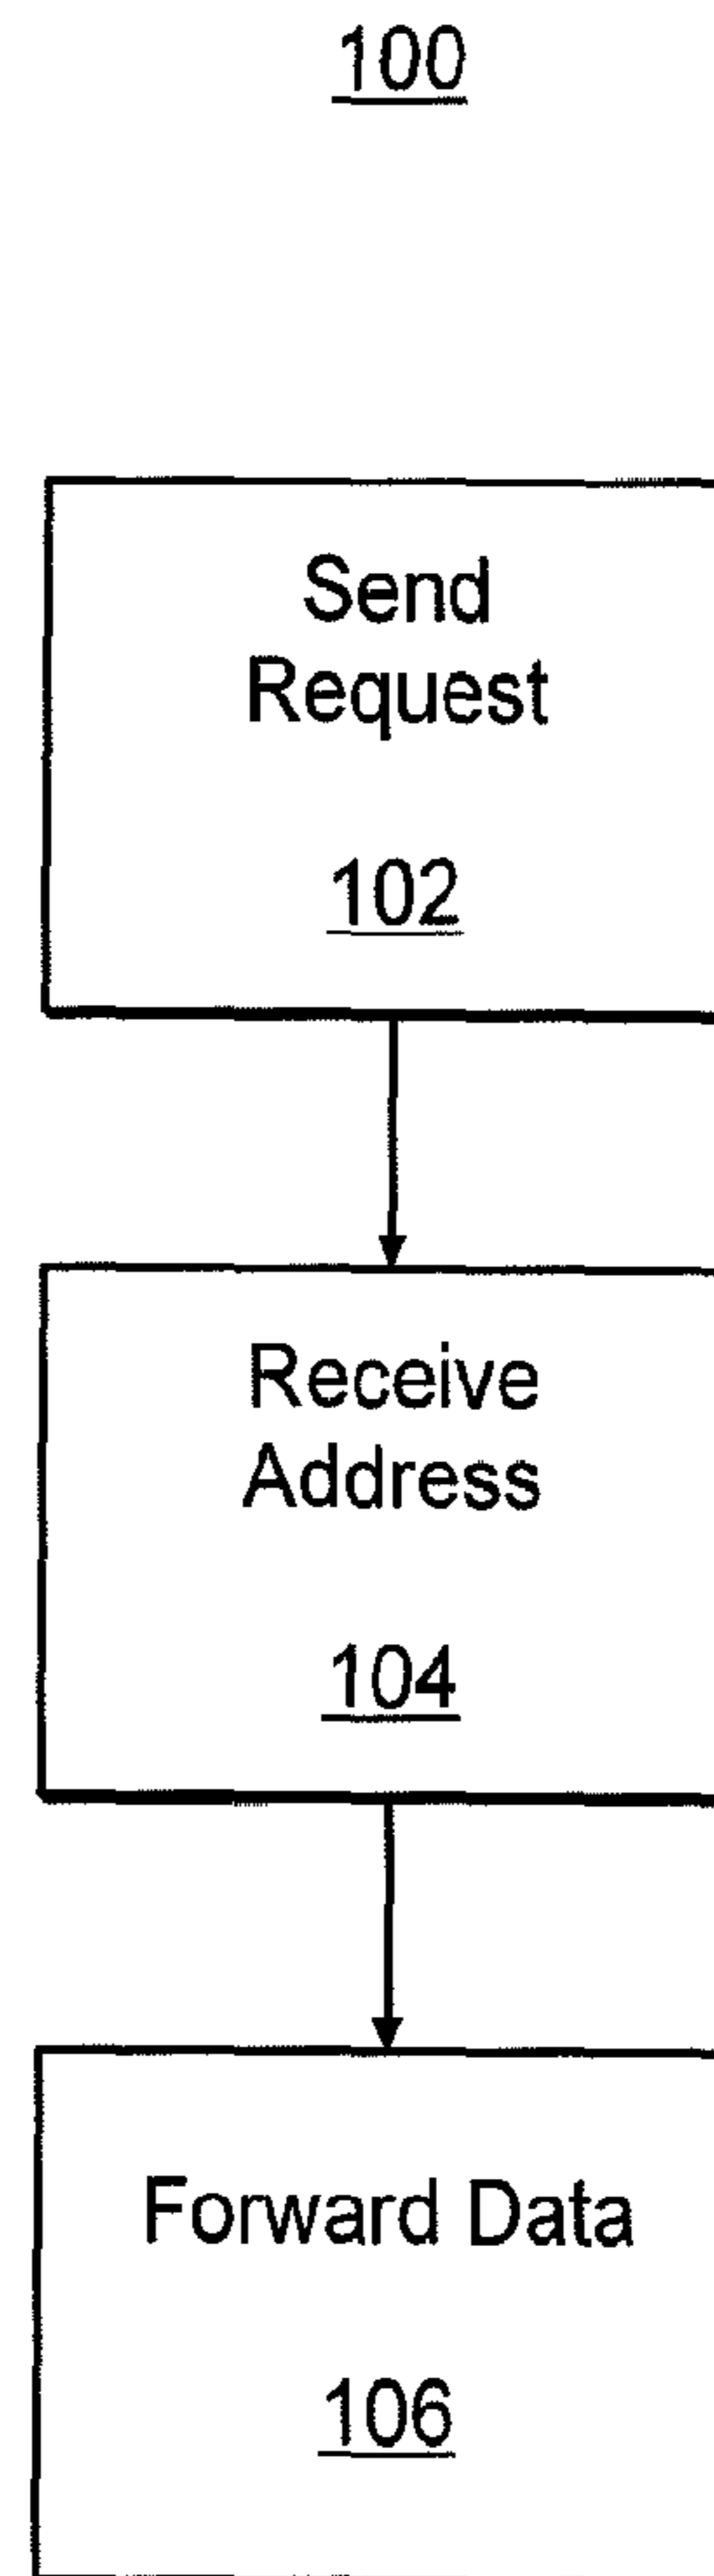 100
Send
Request
102
Receive
Address
104
Forward Data
106